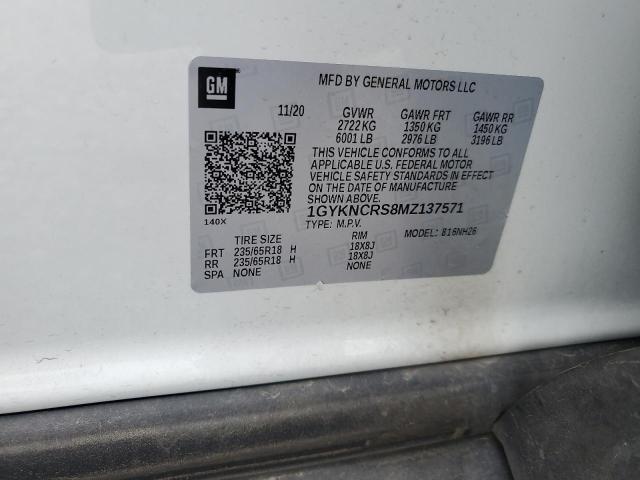 GM
MFD BY GENERAL MOTORS LLC
11/20 GVWR GAWR FRT GAWR RR
2722 KG 1350 KG 1450 KG
6001 LB 2976 LB 3196 LB
THIS VEHICLE CONFORMS TO ALL
APPLICABLE U.S. FEDERAL MOTOR
VEHICLE SAFETY STANDARDS IN
EFFECT ON THE DATE OF MANUFACTURE
SHOWN ABOVE.
1GYKNCRS8MZ137571
140X
TYPE: M.P.V. MODEL: 816NH26
TIRE SIZE RIM
FRT 235/65R18 H 18X8J
RR 235/65R18 H 18X8J
SPA NONE NONE